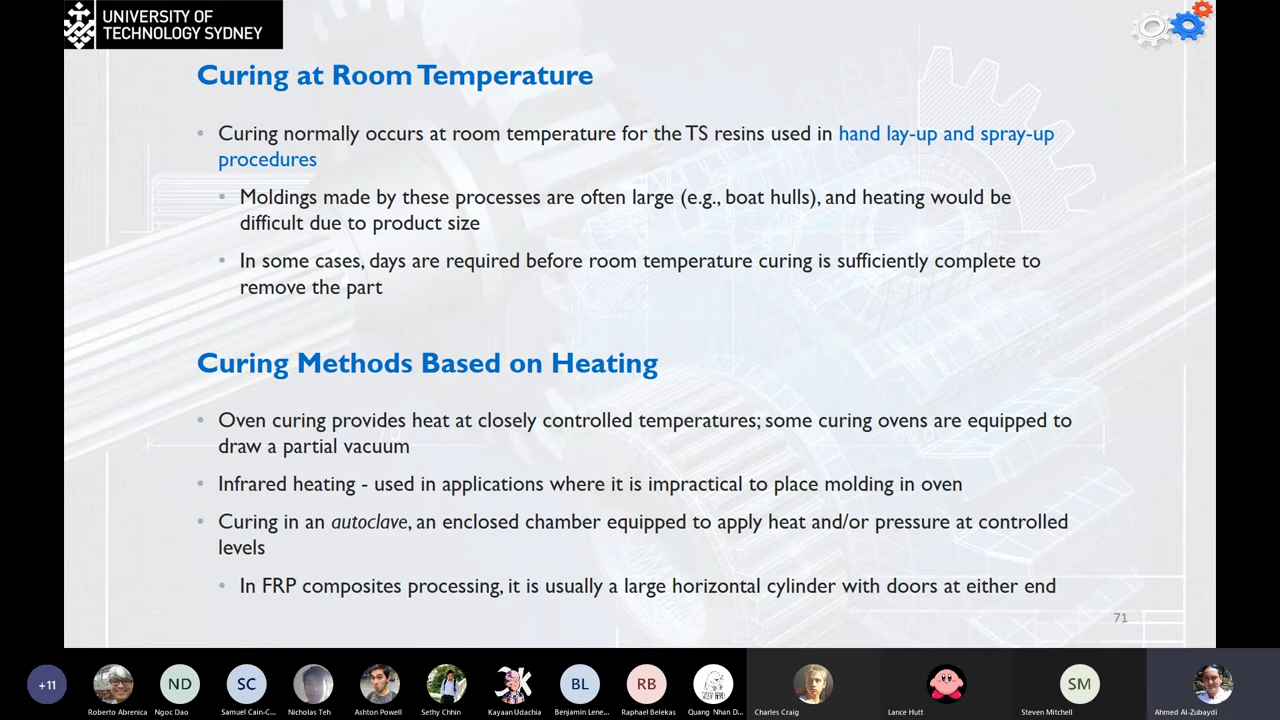 UNIVERSITY OF
TECHNOLOGY SYDNEY
Curing at Room Temperature
• Curing normally occurs at room temperature for the TS resins used in hand lay-up and spray-up
procedures
• Moldings made by these processes are often large (e.g., boat hulls), and heating would be
difficult due to product size
• In some cases, days are required before room temperature curing is sufficiently complete to
remove the part
Curing Methods Based on Heating
• Oven curing provides heat at closely controlled temperatures; some curing ovens are equipped to
draw a partial vacuum
• Infrared heating - used in applications where it is impractical to place molding in oven
• Curing in an autoclave, an enclosed chamber equipped to apply heat and/or pressure at controlled
levels
• In FRP composites processing, it is usually a large horizontal cylinder with doors at either end
71
+11
ND
SC
BL
RB
SM
Roberto Abrenica
Ngoc Dao
Samuel Cain-C...
Nicholas Teh
Ashton Powell
Sethy Chhin
Kayaan Udachia
Benjamin Lene...
Raphael Belekas
Quang Nhan D...
Charles Craig
Lance Hutt
Steven Mitchell
Ahmed Al-Zubaydi